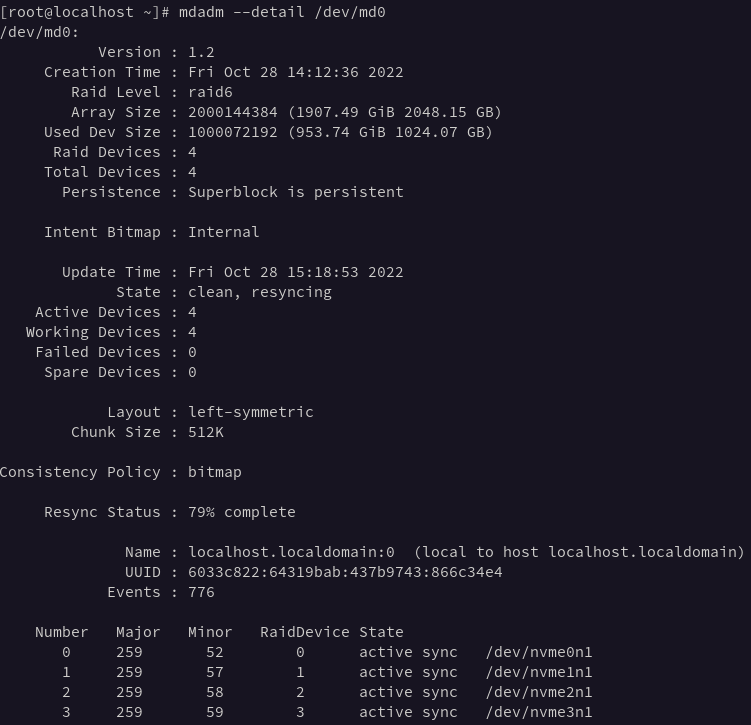 [root@localhost ~]# mdadm --detail /dev/md0
/dev/md0:
           Version : 1.2
     Creation Time : Fri Oct 28 14:12:36 2022
        Raid Level : raid6
        Array Size : 2000144384 (1907.49 GiB 2048.15 GB)
     Used Dev Size : 1000072192 (953.74 GiB 1024.07 GB)
      Raid Devices : 4
     Total Devices : 4
       Persistence : Superblock is persistent

     Intent Bitmap : Internal

       Update Time : Fri Oct 28 15:18:53 2022
             State : clean, resyncing
    Active Devices : 4
   Working Devices : 4
    Failed Devices : 0
     Spare Devices : 0

            Layout : left-symmetric
        Chunk Size : 512K

Consistency Policy : bitmap

     Resync Status : 79% complete

              Name : localhost.localdomain:0  (local to host localhost.localdomain)
              UUID : 6033c822:64319bab:437b9743:866c34e4
            Events : 776

    Number   Major   Minor   RaidDevice State
       0     259       52        0      active sync   /dev/nvme0n1
       1     259       57        1      active sync   /dev/nvme1n1
       2     259       58        2      active sync   /dev/nvme2n1
       3     259       59        3      active sync   /dev/nvme3n1